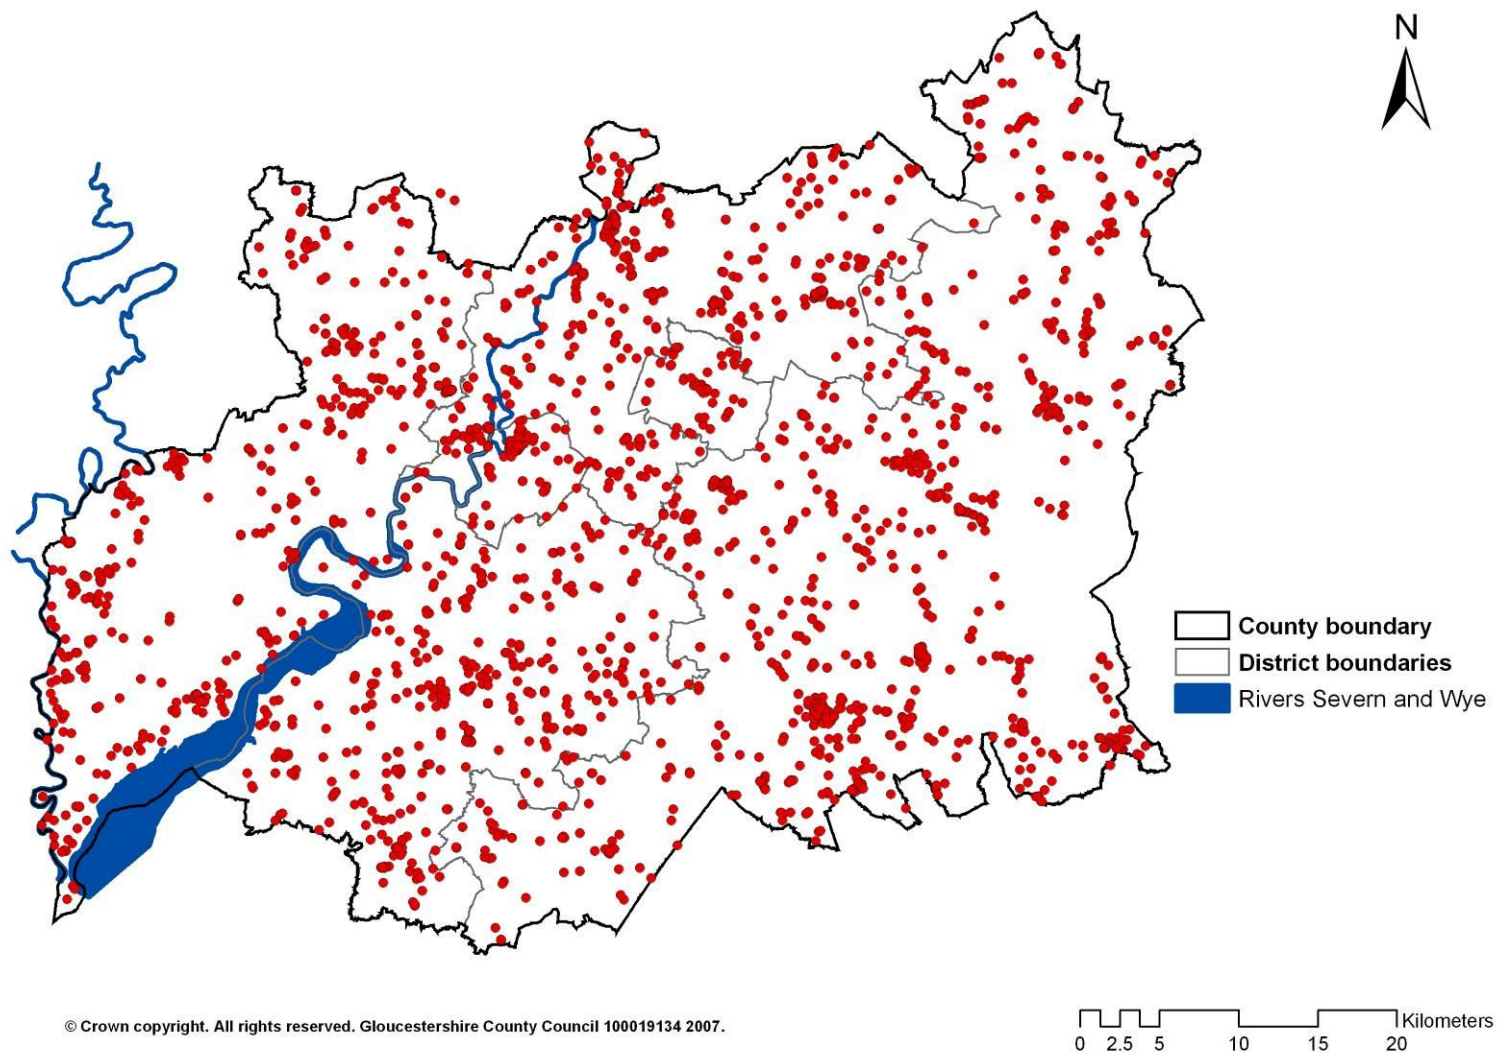 N
County boundary
District boundaries
Rivers Severn and Wye
© Crown copyright. All rights reserved. Gloucestershire County Council 100019134 2007.
Kilometers
0 2.5 5 10 15 20